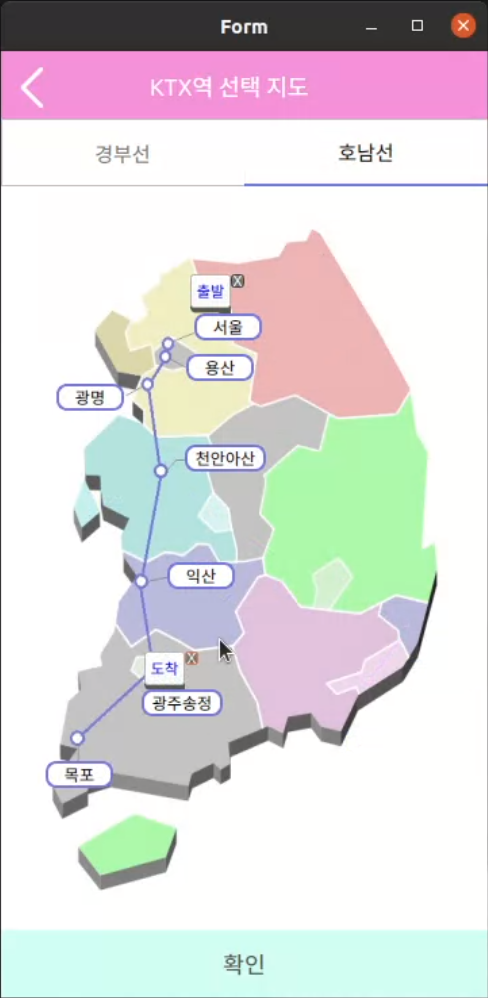 Form
KTX역 선택 지도
경부선
호남선
출발
X
서울
용산
광명
천안아산
익산
도착
X
광주송정
목포
확인